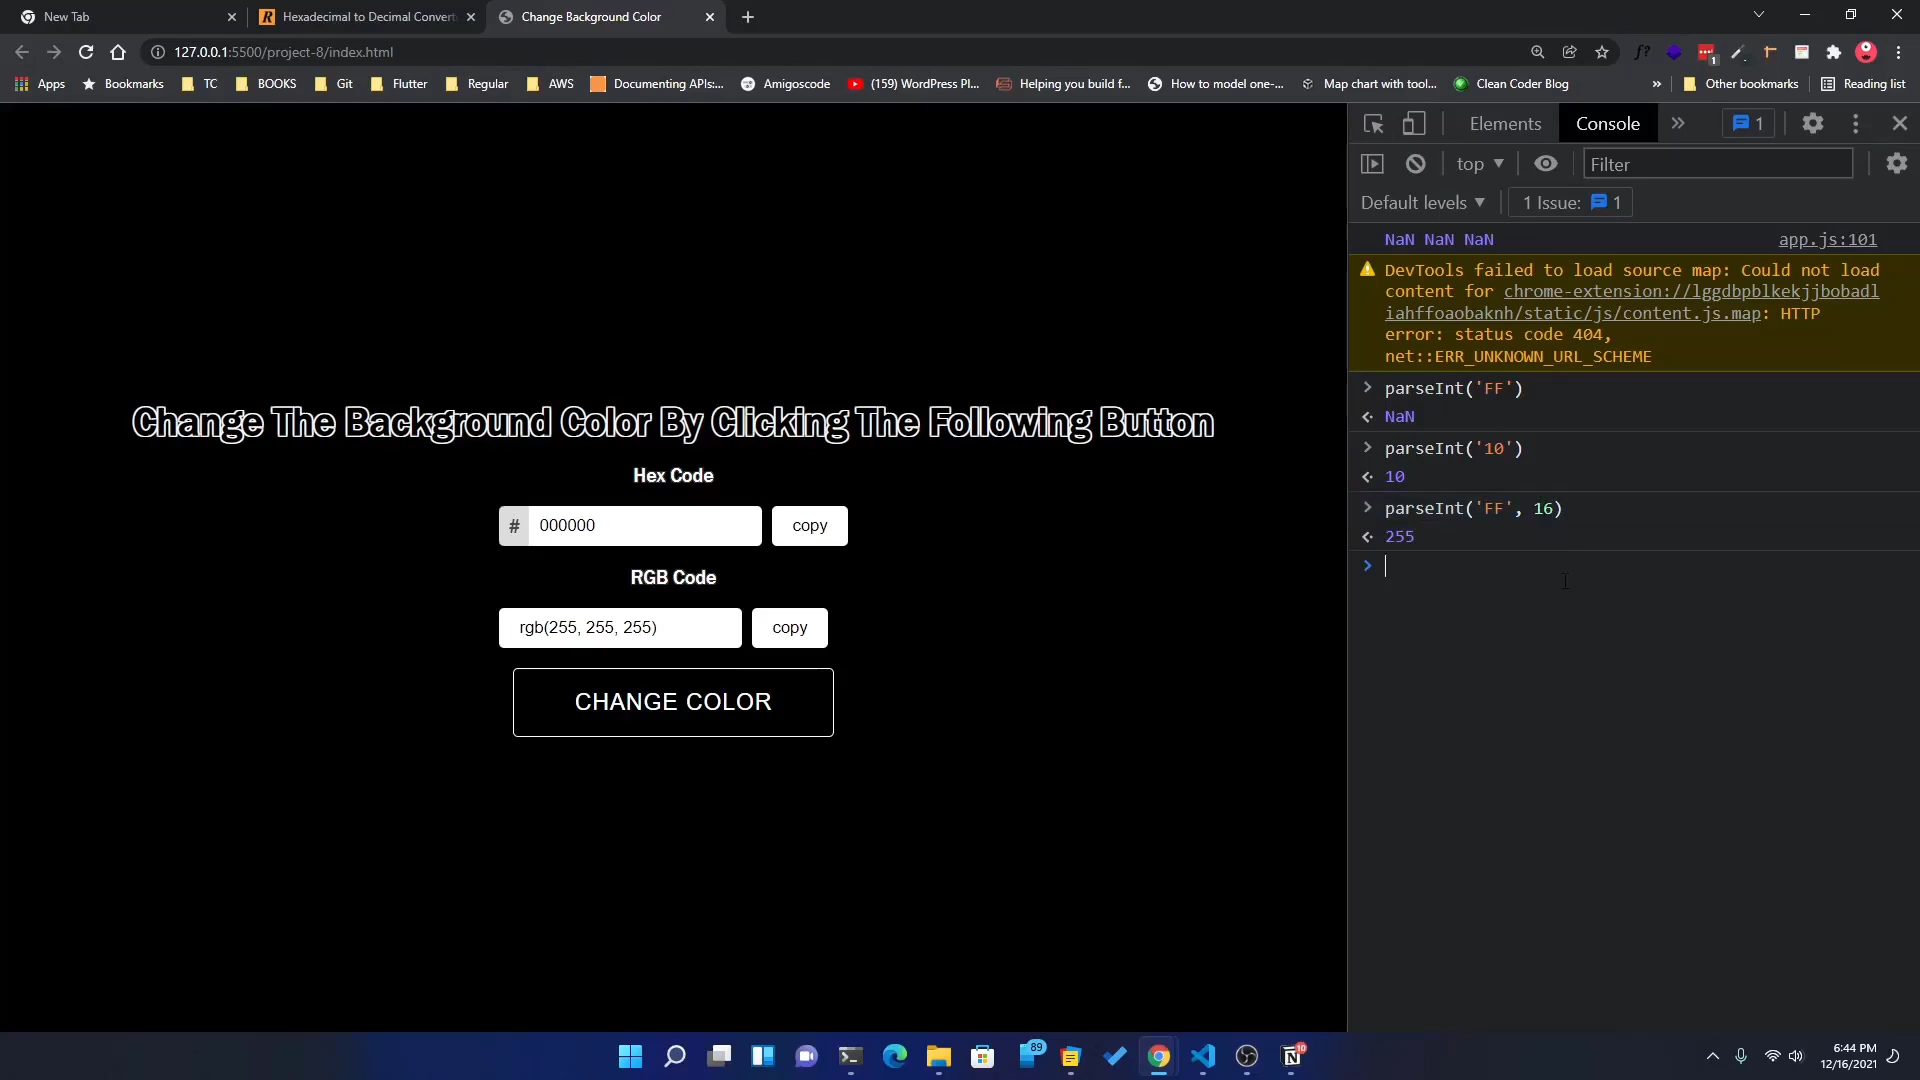 New Tab
Hexadecimal to Decimal Convert
Change Background Color
127.0.0.1:5500/project-8/index.html
Apps
Bookmarks
TC
BOOKS
Git
Flutter
Regular
AWS
Documenting APIs:...
Amigoscode
(159) WordPress Pl...
Helping you build f...
How to model one-...
Map chart with tool...
Clean Coder Blog
»
Other bookmarks
Reading list
Elements
Console
1
top
Filter
Default levels
1 Issue: 1
NaN NaN NaN
app.js:101
DevTools failed to load source map: Could not load
content for chrome-extension://lggdbpblkekjjbobadl
iahffoaobaknh/static/js/content.js.map: HTTP
error: status code 404,
net::ERR_UNKNOWN_URL_SCHEME
parseInt('FF')
NaN
parseInt('10')
10
parseInt('FF', 16)
255
Change The Background Color By Clicking The Following Button
Hex Code
# 000000
copy
RGB Code
rgb(255, 255, 255)
copy
CHANGE COLOR
89
10
6:44 PM
12/16/2021